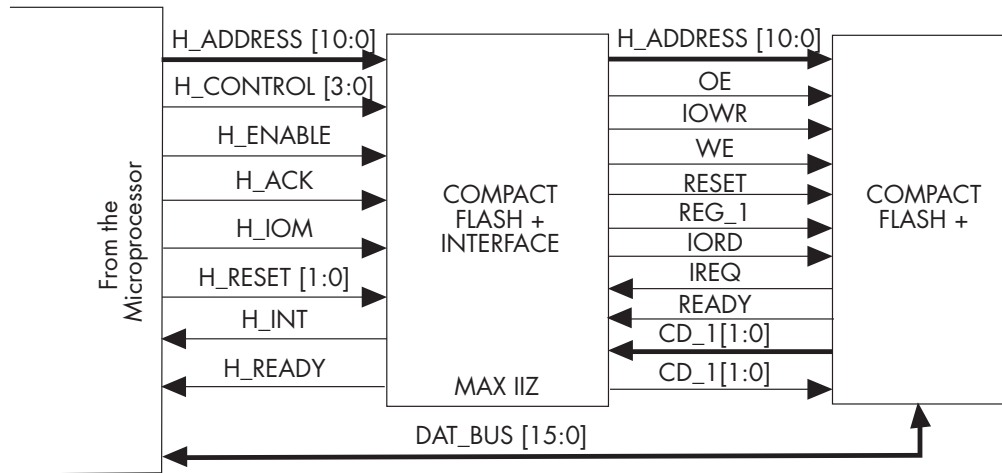 From the
Microprocessor
H_ADDRESS [10:0]
H_CONTROL [3:0]
H_ENABLE
H_ACK
H_IOM
H_RESET [1:0]
H_INT
H_READY
COMPACT
FLASH +
INTERFACE
MAX IIZ
H_ADDRESS [10:0]
OE
IOWR
WE
RESET
REG_1
IORD
IREQ
READY
CD_1[1:0]
CD_1[1:0]
COMPACT
FLASH +
DAT_BUS [15:0]